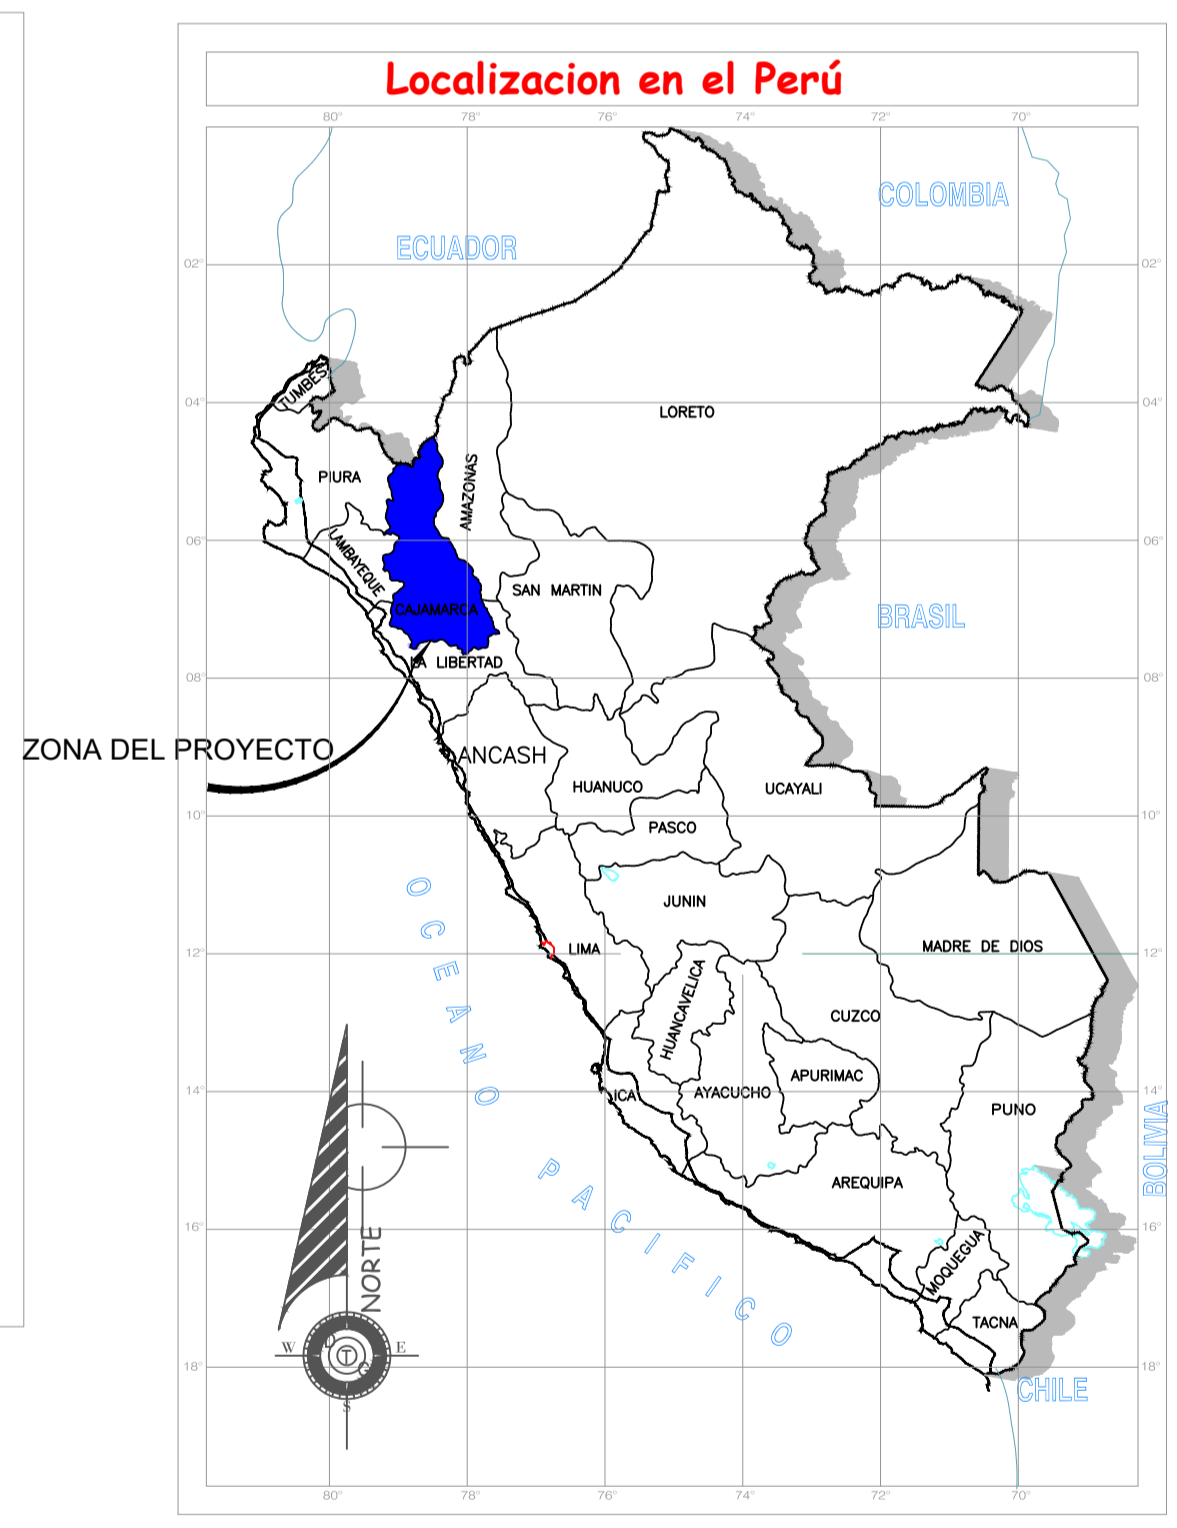 Localizacion en el Perú
80° 78° 76° 74° 72° 70°
COLOMBIA
ECUADOR
02° 02°
TUMBES
04° 04°
LORETO
PIURA
AMAZONAS
06° 06°
LAMBAYEQUE
SAN MARTIN
CAJAMARCA
BRASIL
LA LIBERTAD
08° 08°
ZONA DEL PROYECTO
ANCASH
HUANUCO
UCAYALI
10° 10°
PASCO
JUNIN
LIMA
MADRE DE DIOS
12° 12°
HUANCAVELICA
CUZCO
APURIMAC
14° 14°
ICA
AYACUCHO
PUNO
BOLIVIA
OCEANO PACIFICO
AREQUIPA
16° 16°
MOQUEGUA
NORTE
TACNA
W E
D T G
S
18° 18°
CHILE
80° 78° 76° 74° 72° 70°